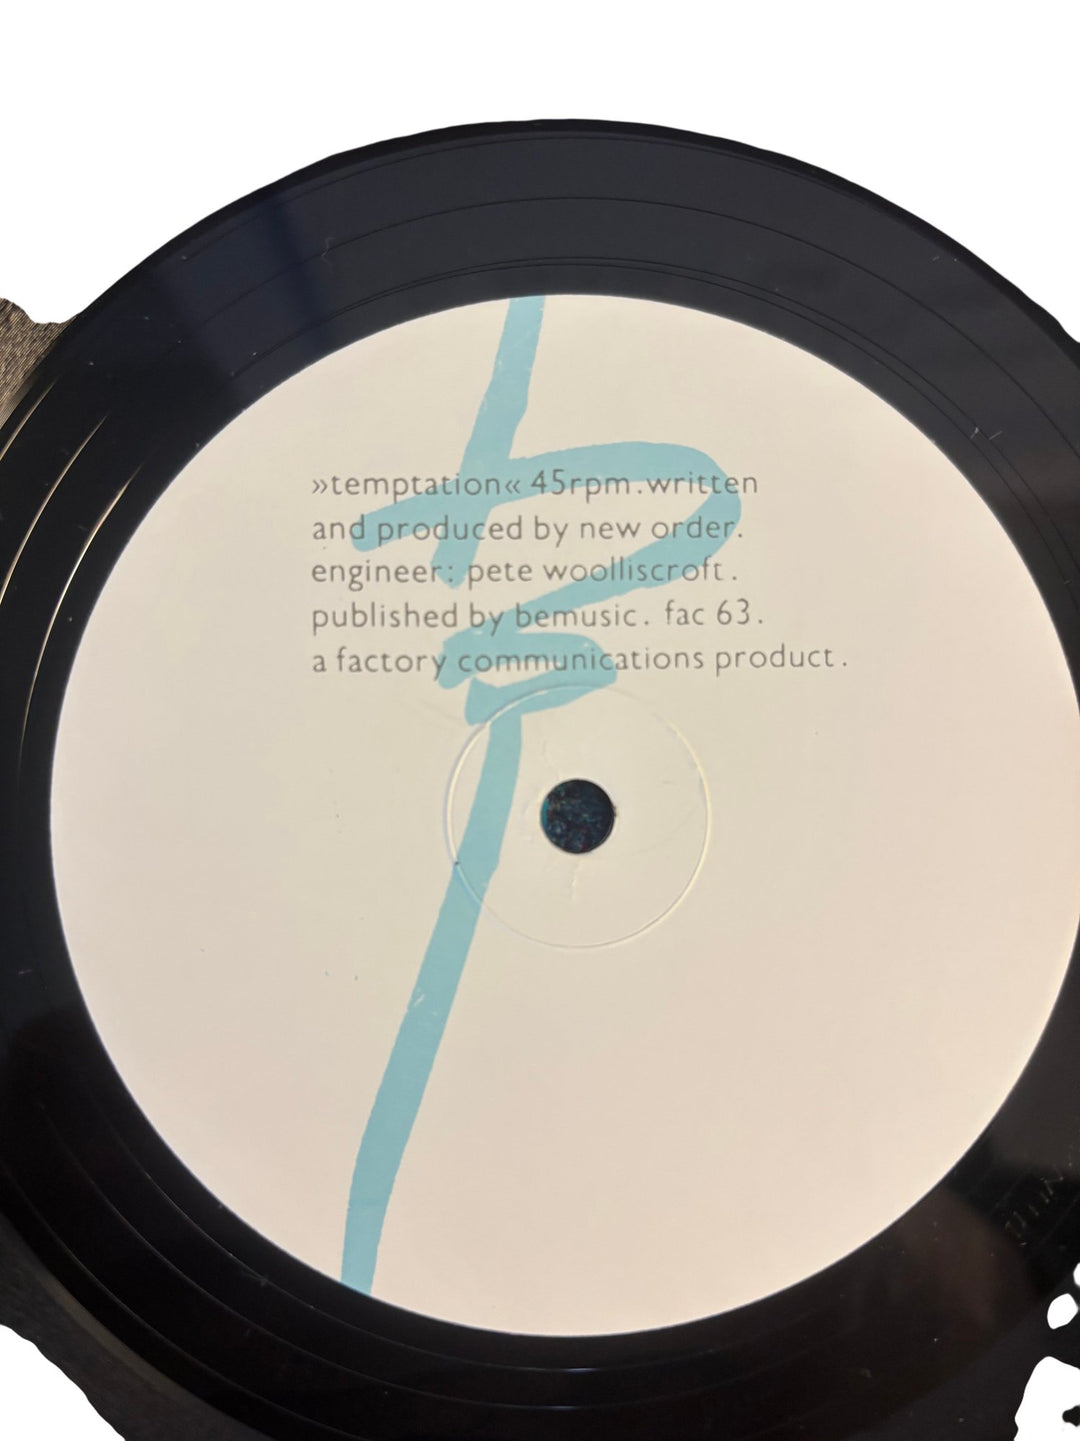 »temptation« 45rpm.written
and produced by new order.
engineer: pete woolliscroft.
published by bemusic. fac 63.
a factory communications product.